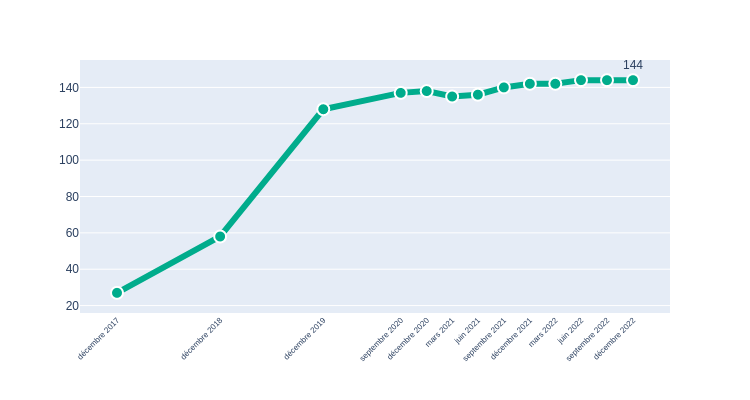 144
140
120
100
80
60
40
20
décembre 2017
décembre 2018
décembre 2019
septembre 2020
décembre 2020
mars 2021
juin 2021
septembre 2021
décembre 2021
mars 2022
juin 2022
septembre 2022
décembre 2022